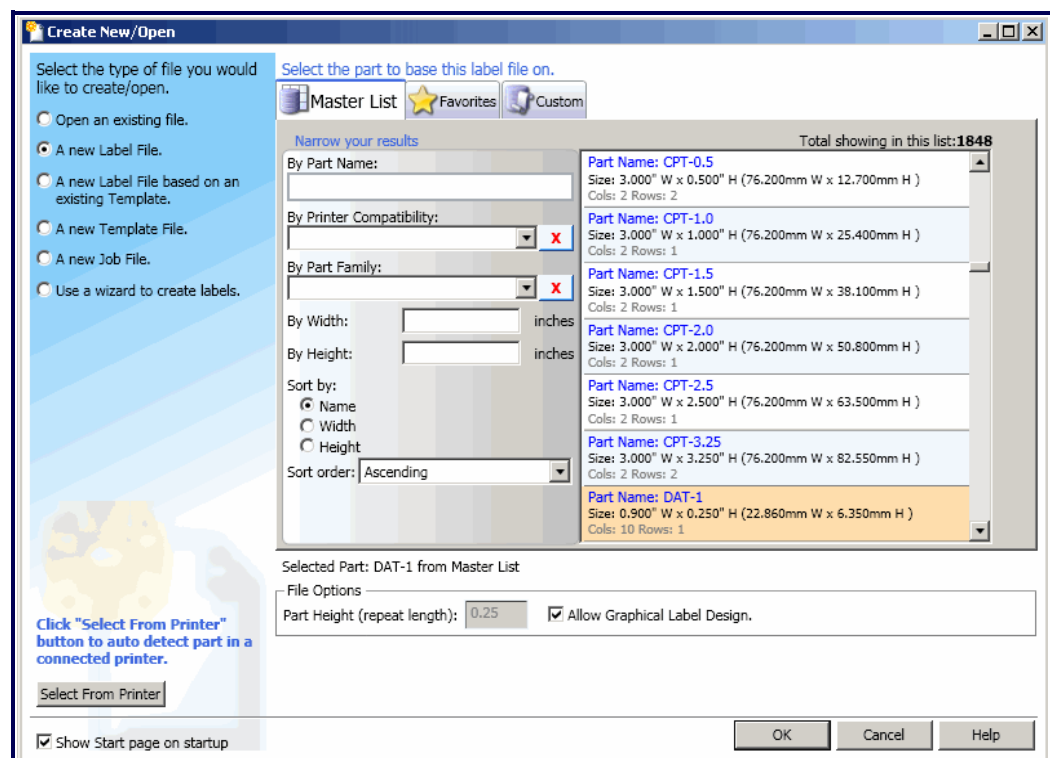 Create New/Open
Select the type of file you would
like to create/open.
Open an existing file.
A new Label File.
A new Label File based on an
existing Template.
A new Template File.
A new Job File.
Use a wizard to create labels.
Click "Select From Printer"
button to auto detect part in a
connected printer.
Select From Printer
Show Start page on startup
Select the part to base this label file on.
Master List Favorites Custom
Narrow your results
Total showing in this list:1848
By Part Name:
By Printer Compatibility:
X
By Part Family:
X
By Width: inches
By Height: inches
Sort by:
Name
Width
Height
Sort order: Ascending
Part Name: CPT-0.5
Size: 3.000" W x 0.500" H (76.200mm W x 12.700mm H )
Cols: 2 Rows: 2
Part Name: CPT-1.0
Size: 3.000" W x 1.000" H (76.200mm W x 25.400mm H )
Cols: 2 Rows: 1
Part Name: CPT-1.5
Size: 3.000" W x 1.500" H (76.200mm W x 38.100mm H )
Cols: 2 Rows: 1
Part Name: CPT-2.0
Size: 3.000" W x 2.000" H (76.200mm W x 50.800mm H )
Cols: 2 Rows: 1
Part Name: CPT-2.5
Size: 3.000" W x 2.500" H (76.200mm W x 63.500mm H )
Cols: 2 Rows: 1
Part Name: CPT-3.25
Size: 3.000" W x 3.250" H (76.200mm W x 82.550mm H )
Cols: 2 Rows: 2
Part Name: DAT-1
Size: 0.900" W x 0.250" H (22.860mm W x 6.350mm H )
Cols: 10 Rows: 1
Selected Part: DAT-1 from Master List
File Options
Part Height (repeat length): 0.25 Allow Graphical Label Design.
OK Cancel Help